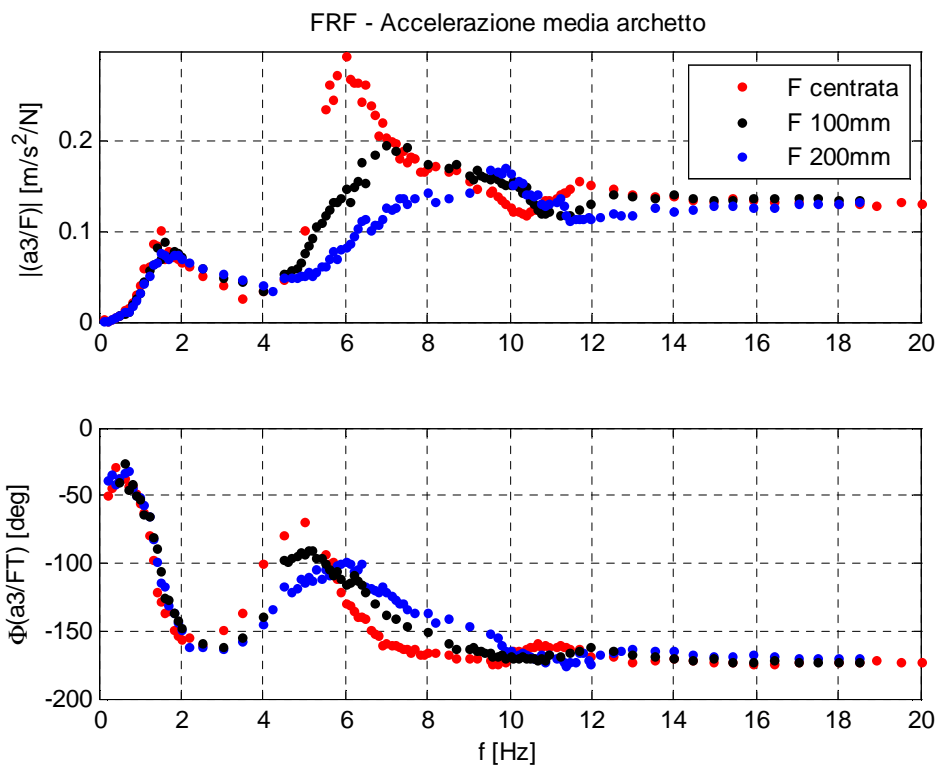 FRF - Accelerazione media archetto
|(a3/F)| [m/s²/N]
0.2
0.1
0
F centrata
F 100mm
F 200mm
0 2 4 6 8 10 12 14 16 18 20
Φ(a3/FT) [deg]
0
-50
-100
-150
-200
0 2 4 6 8 10 12 14 16 18 20
f [Hz]